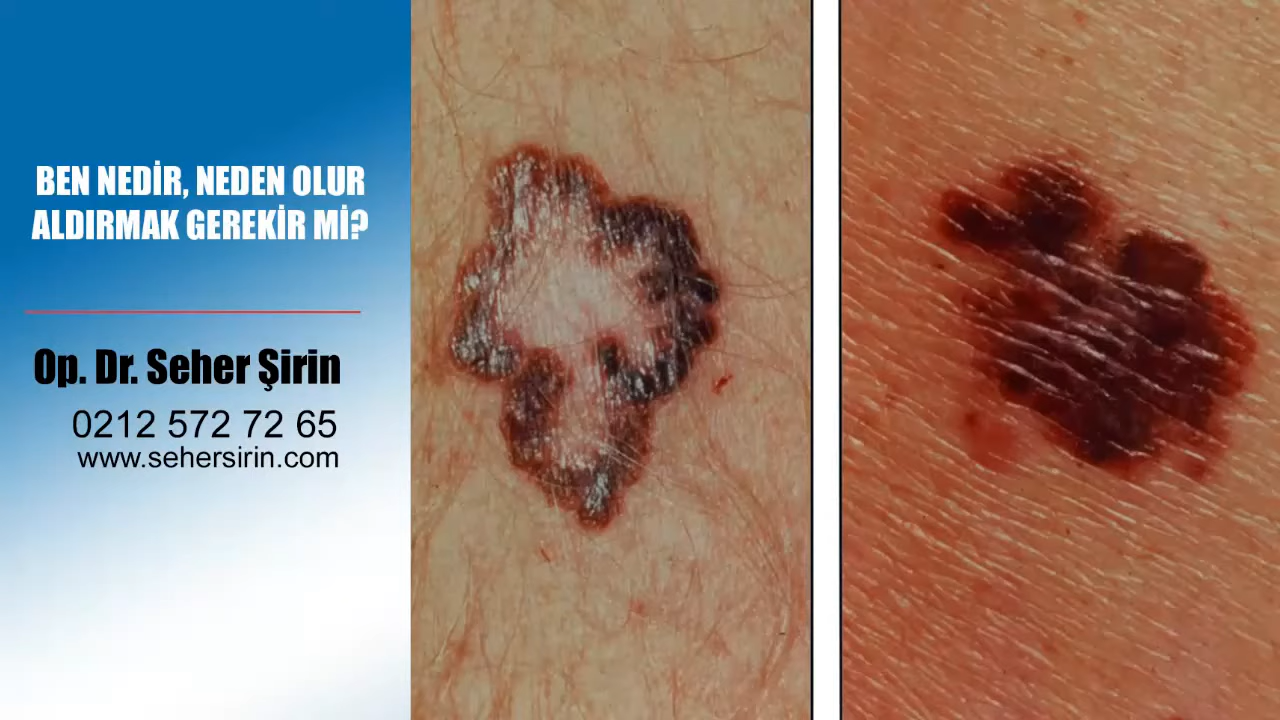 BEN NEDİR, NEDEN OLUR
ALDIRMAK GEREKİR Mİ?
Op. Dr. Seher Şirin
0212 572 72 65
www.sehersirin.com